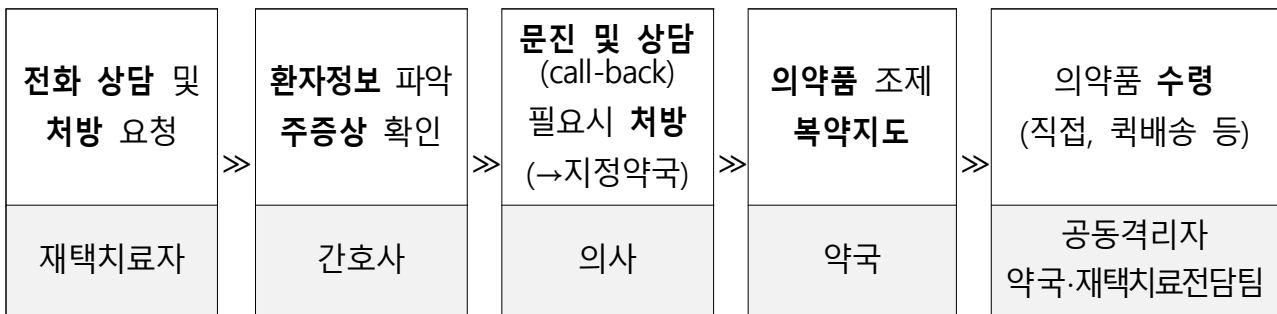 전화 상담 및
처방 요청
재택치료자
≫
환자정보 파악
주증상 확인
간호사
≫
문진 및 상담
(call-back)
필요시 처방
(→지정약국)
의사
≫
의약품 조제
복약지도
약국
≫
의약품 수령
(직접, 퀵배송 등)
공동격리자
약국·재택치료전담팀